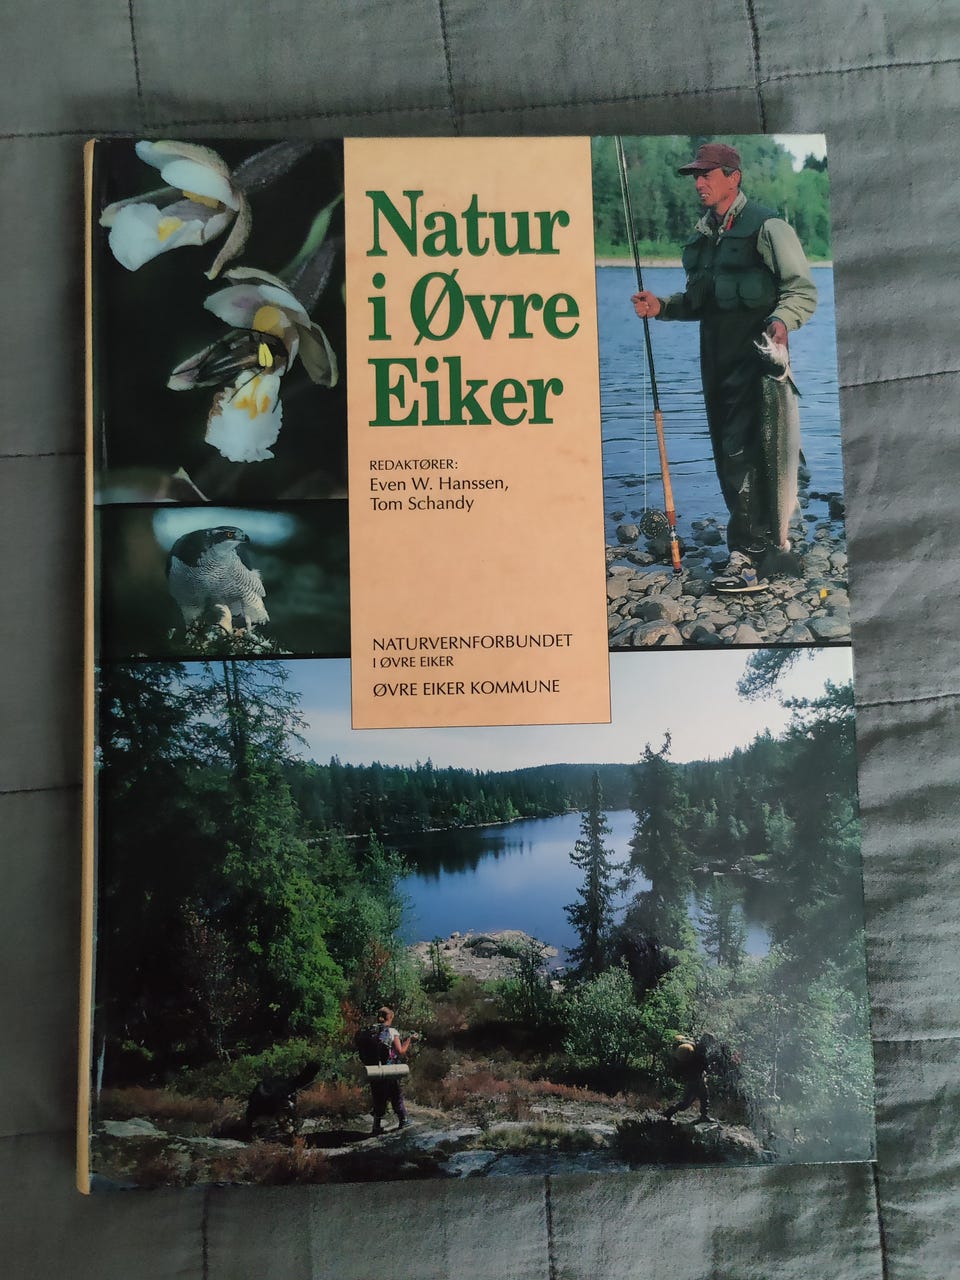 Natur
i Øvre
Eiker
REDAKTØRER:
Even W. Hanssen,
Tom Schandy
NATURVERNFORBUNDET
I ØVRE EIKER
ØVRE EIKER KOMMUNE